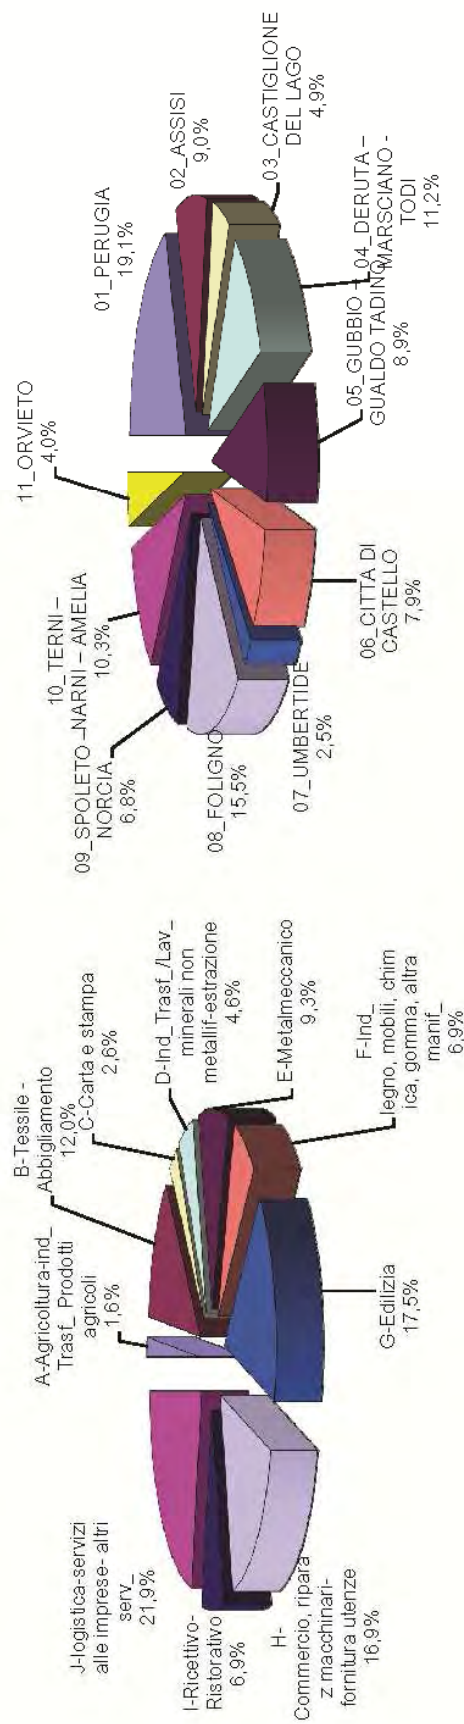 J-logistica-servizi
alle imprese- altri
serv_
21,9%
I-Ricettivo-
Ristorativo
6,9%
H-
Commercio, ripara
z macchinari-
fornitura utenze
16,9%
A-Agricoltura-ind_
Trasf_ Prodotti
agricoli
1,6%
B-Tessile -
Abbigliamento
12,0%
C-Carta e stampa
2,6%
D-Ind_Trasf_/Lav_
minerali non
metallif-estrazione
4,6%
E-Metalmeccanico
9,3%
F-Ind_
legno, mobili, chim
ica, gomma, altra
manif_
6,9%
G-Edilizia
17,5%
11_ORVIETO
4,0%
10_TERNI –
NARNI – AMELIA
10,3%
09_SPOLETO –
NORCIA
6,8%
08_FOLIGNO
15,5%
07_UMBERTIDE
2,5%
06_CITTA DI
CASTELLO
7,9%
01_PERUGIA
19,1%
02_ASSISI
9,0%
03_CASTIGLIONE
DEL LAGO
4,9%
04_DERUTA –
MARSCIANO -
TODI
11,2%
05_GUBBIO –
GUALDO TADINO
8,9%